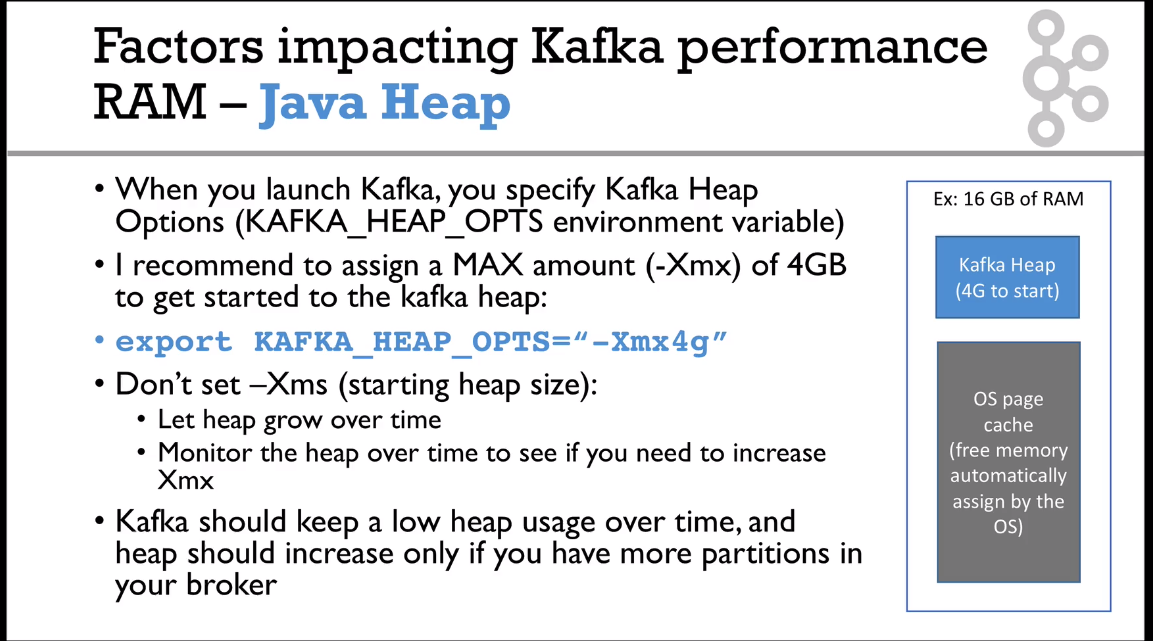 Factors impacting Kafka performance
RAM – Java Heap
• When you launch Kafka, you specify Kafka Heap
Options (KAFKA_HEAP_OPTS environment variable)
• I recommend to assign a MAX amount (-Xmx) of 4GB
to get started to the kafka heap:
• export KAFKA_HEAP_OPTS=“-Xmx4g”
• Don’t set –Xms (starting heap size):
• Let heap grow over time
• Monitor the heap over time to see if you need to increase
Xmx
• Kafka should keep a low heap usage over time, and
heap should increase only if you have more partitions in
your broker
Ex: 16 GB of RAM
Kafka Heap
(4G to start)
OS page
cache
(free memory
automatically
assign by the
OS)